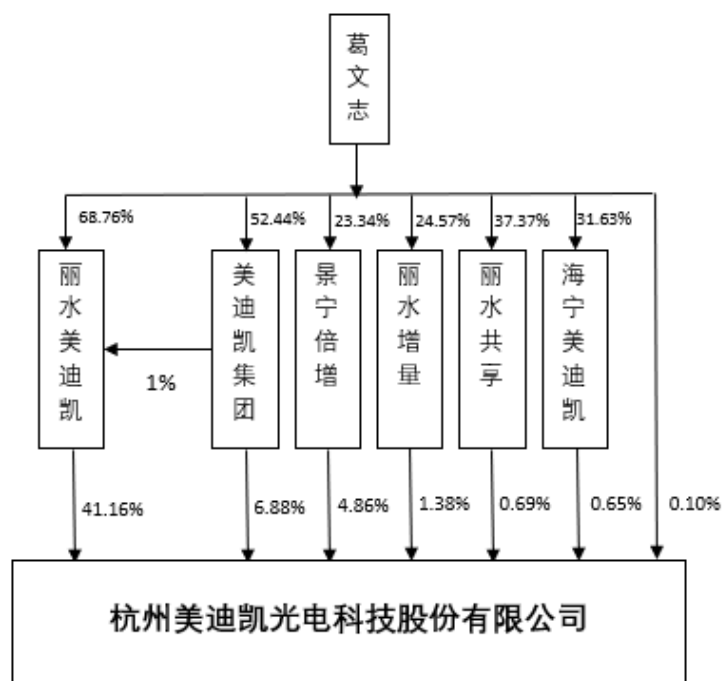 葛文志
68.76%
52.44%
23.34%
24.57%
37.37%
31.63%
丽水美迪凯
美迪凯集团
景宁倍增
丽水增量
丽水共享
海宁美迪凯
1%
41.16%
6.88%
4.86%
1.38%
0.69%
0.65%
0.10%
杭州美迪凯光电科技股份有限公司